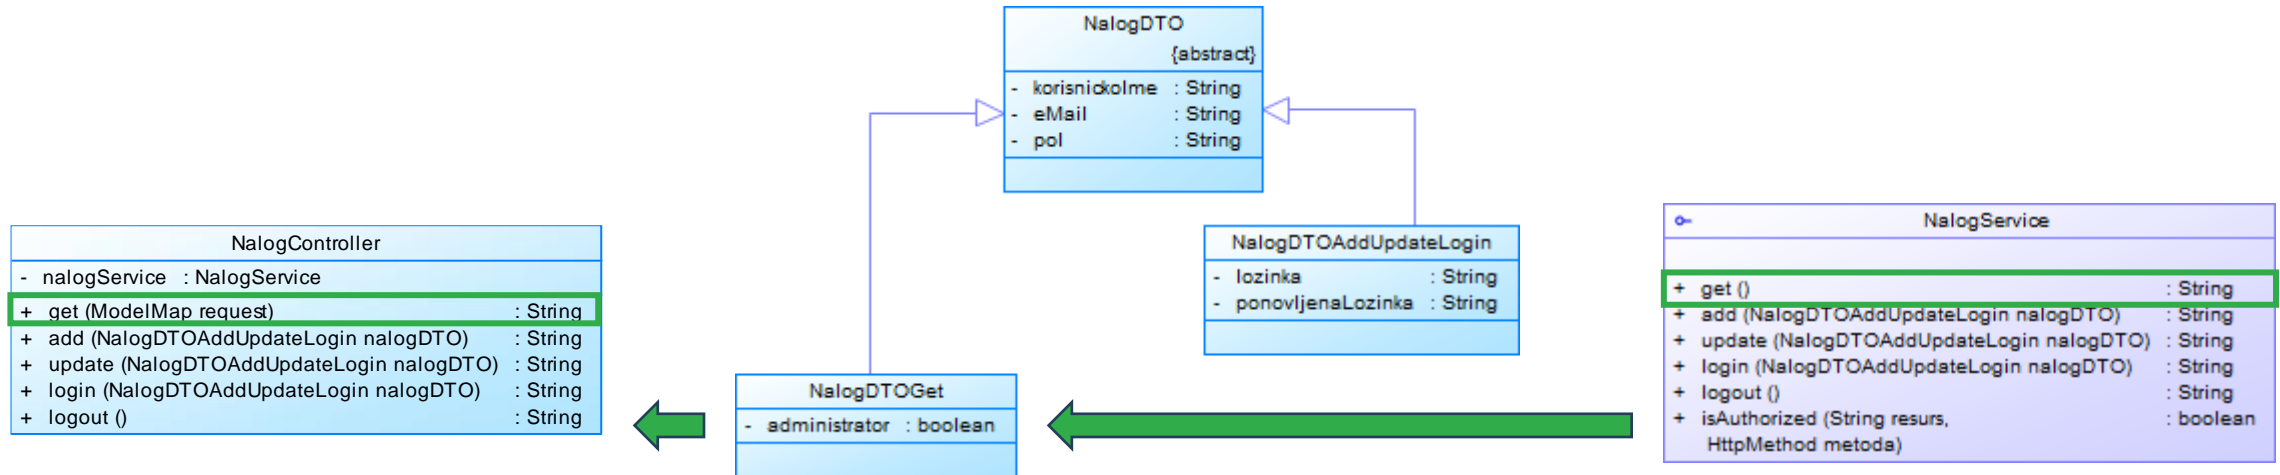 NalogDTO
{abstract}
- korisnickoIme : String
- eMail : String
- pol : String
NalogController
- nalogService : NalogService
+ get (ModelMap request) : String
+ add (NalogDTOAddUpdateLogin nalogDTO) : String
+ update (NalogDTOAddUpdateLogin nalogDTO) : String
+ login (NalogDTOAddUpdateLogin nalogDTO) : String
+ logout () : String
NalogDTOAddUpdateLogin
- lozinka : String
- ponovljenaLozinka : String
NalogDTOGet
- administrator : boolean
NalogService
+ get () : String
+ add (NalogDTOAddUpdateLogin nalogDTO) : String
+ update (NalogDTOAddUpdateLogin nalogDTO) : String
+ login (NalogDTOAddUpdateLogin nalogDTO) : String
+ logout () : String
+ isAuthorized (String resurs, : boolean
HttpMethod metoda)